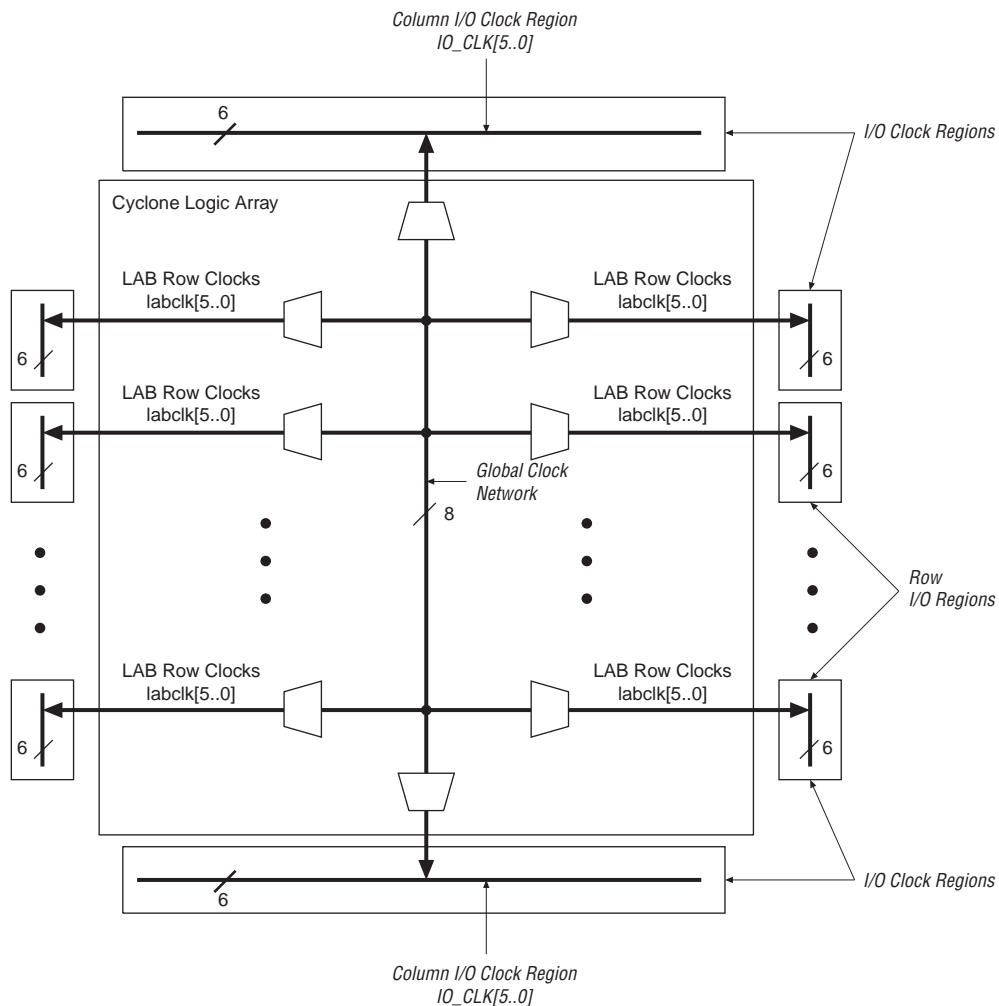 Column I/O Clock Region
IO_CLK[5..0]
6
I/O Clock Regions
Cyclone Logic Array
LAB Row Clocks
labclk[5..0]
LAB Row Clocks
labclk[5..0]
6
6
LAB Row Clocks
labclk[5..0]
LAB Row Clocks
labclk[5..0]
6
6
Global Clock
Network
8
Row
I/O Regions
LAB Row Clocks
labclk[5..0]
LAB Row Clocks
labclk[5..0]
6
6
6
I/O Clock Regions
Column I/O Clock Region
IO_CLK[5..0]